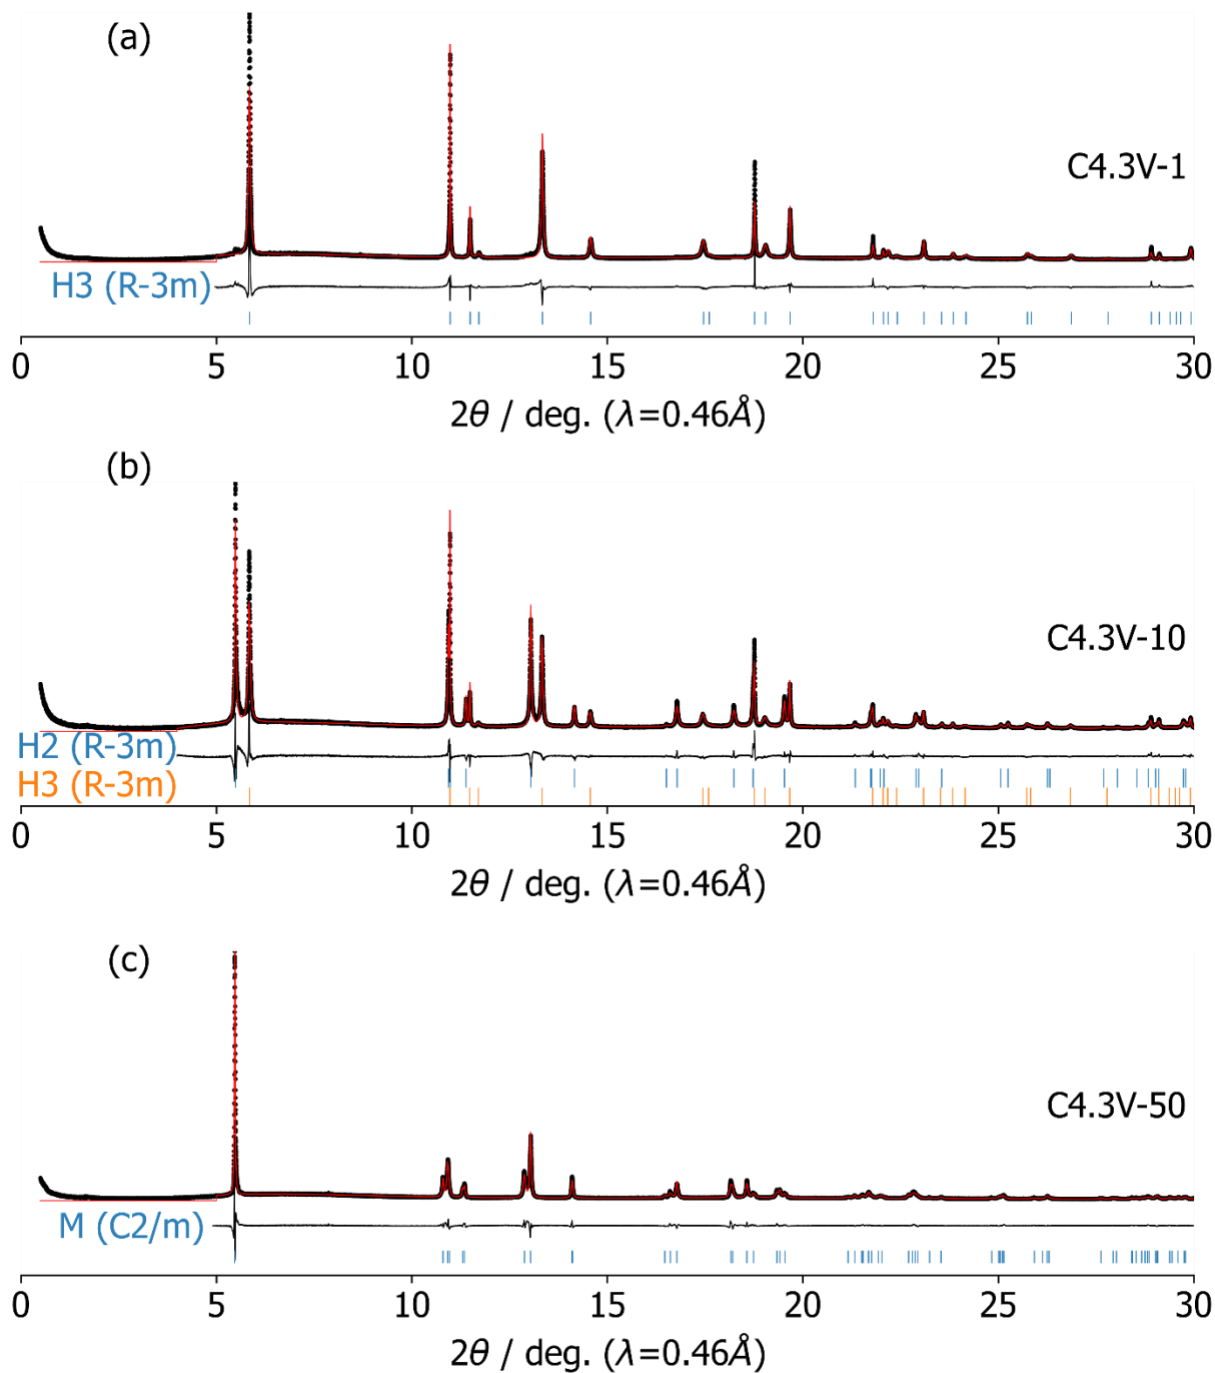 (a)
C4.3V-1
H3 (R-3m)
0 5 10 15 20 25 30
2θ / deg. (λ=0.46Å)
(b)
C4.3V-10
H2 (R-3m)
H3 (R-3m)
0 5 10 15 20 25 30
2θ / deg. (λ=0.46Å)
(c)
C4.3V-50
M (C2/m)
0 5 10 15 20 25 30
2θ / deg. (λ=0.46Å)